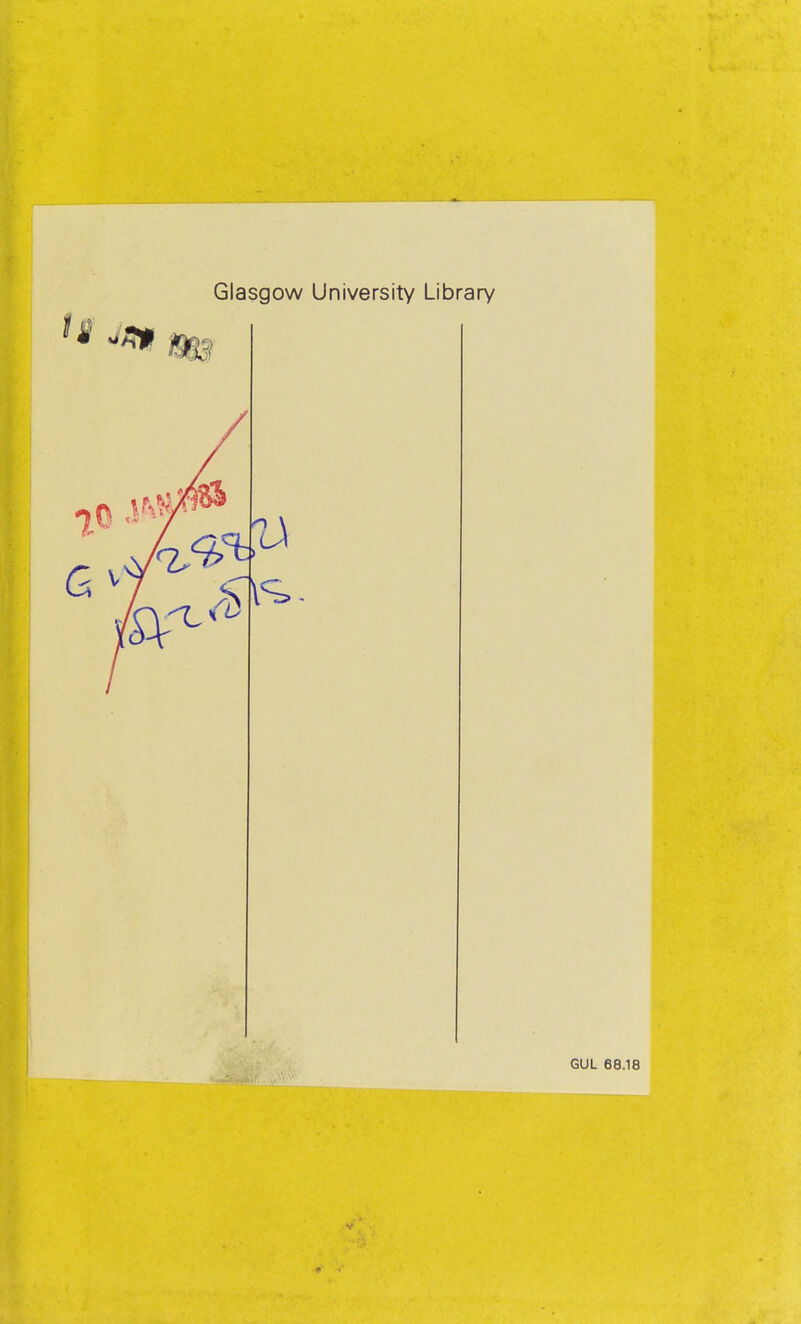 Glasgow University Library
18 JAN 1983
20 JAN 1983
GUL 68.18